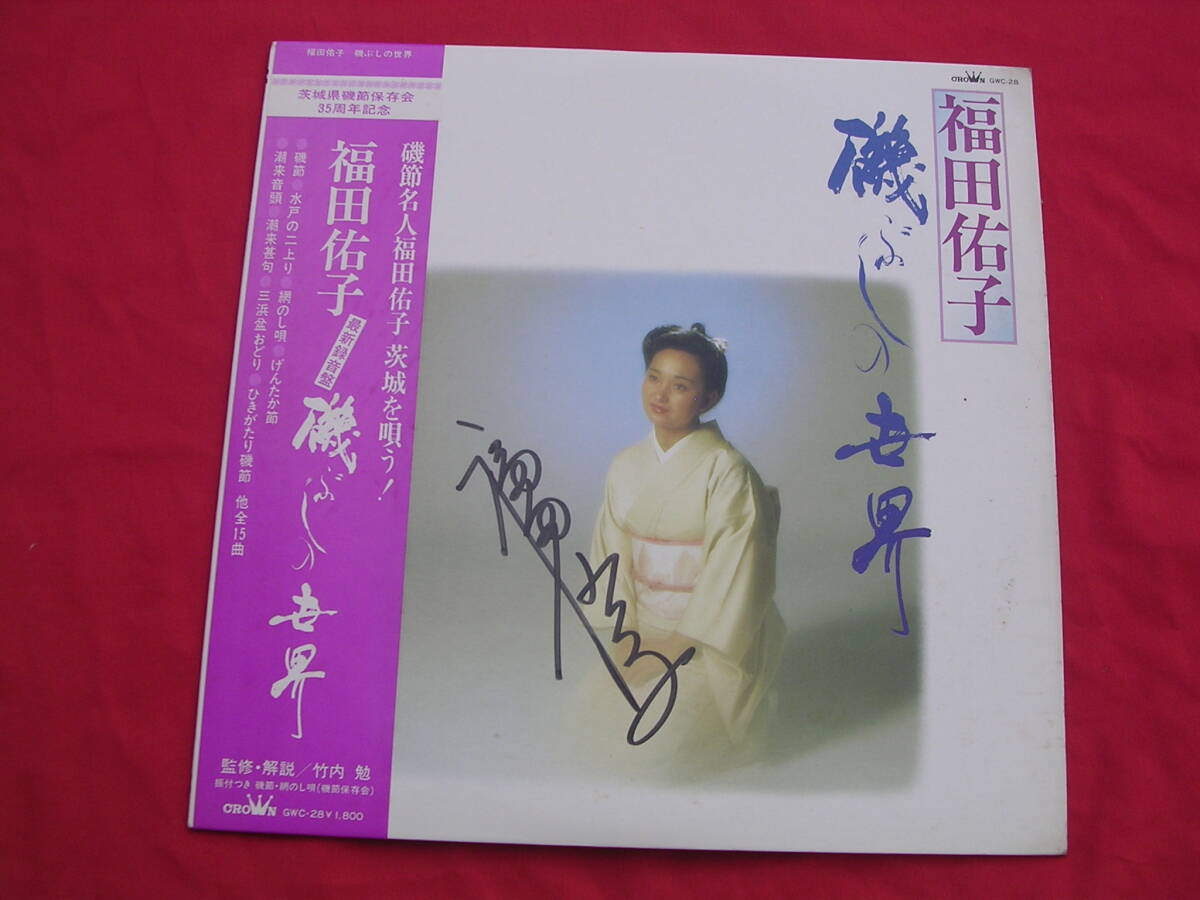 福田佑子 磯ぶしの世界
茨城県磯節保存会
35周年記念
磯節名人福田佑子 茨城を唄う!
福田佑子
最新録音盤
磯ぶしの世界
●磯節●水戸の二上り●網のし唄●げんたか節
●潮来音頭●潮来甚句●三浜盆おどり●ひきがたり磯節 他全15曲
監修・解説/竹内 勉
振付つき 磯節・網のし唄(磯節保存会)
CROWN GWC-28 ¥1,800
CROWN GWC-28
福田佑子
磯ぶしの世界
福田佑子